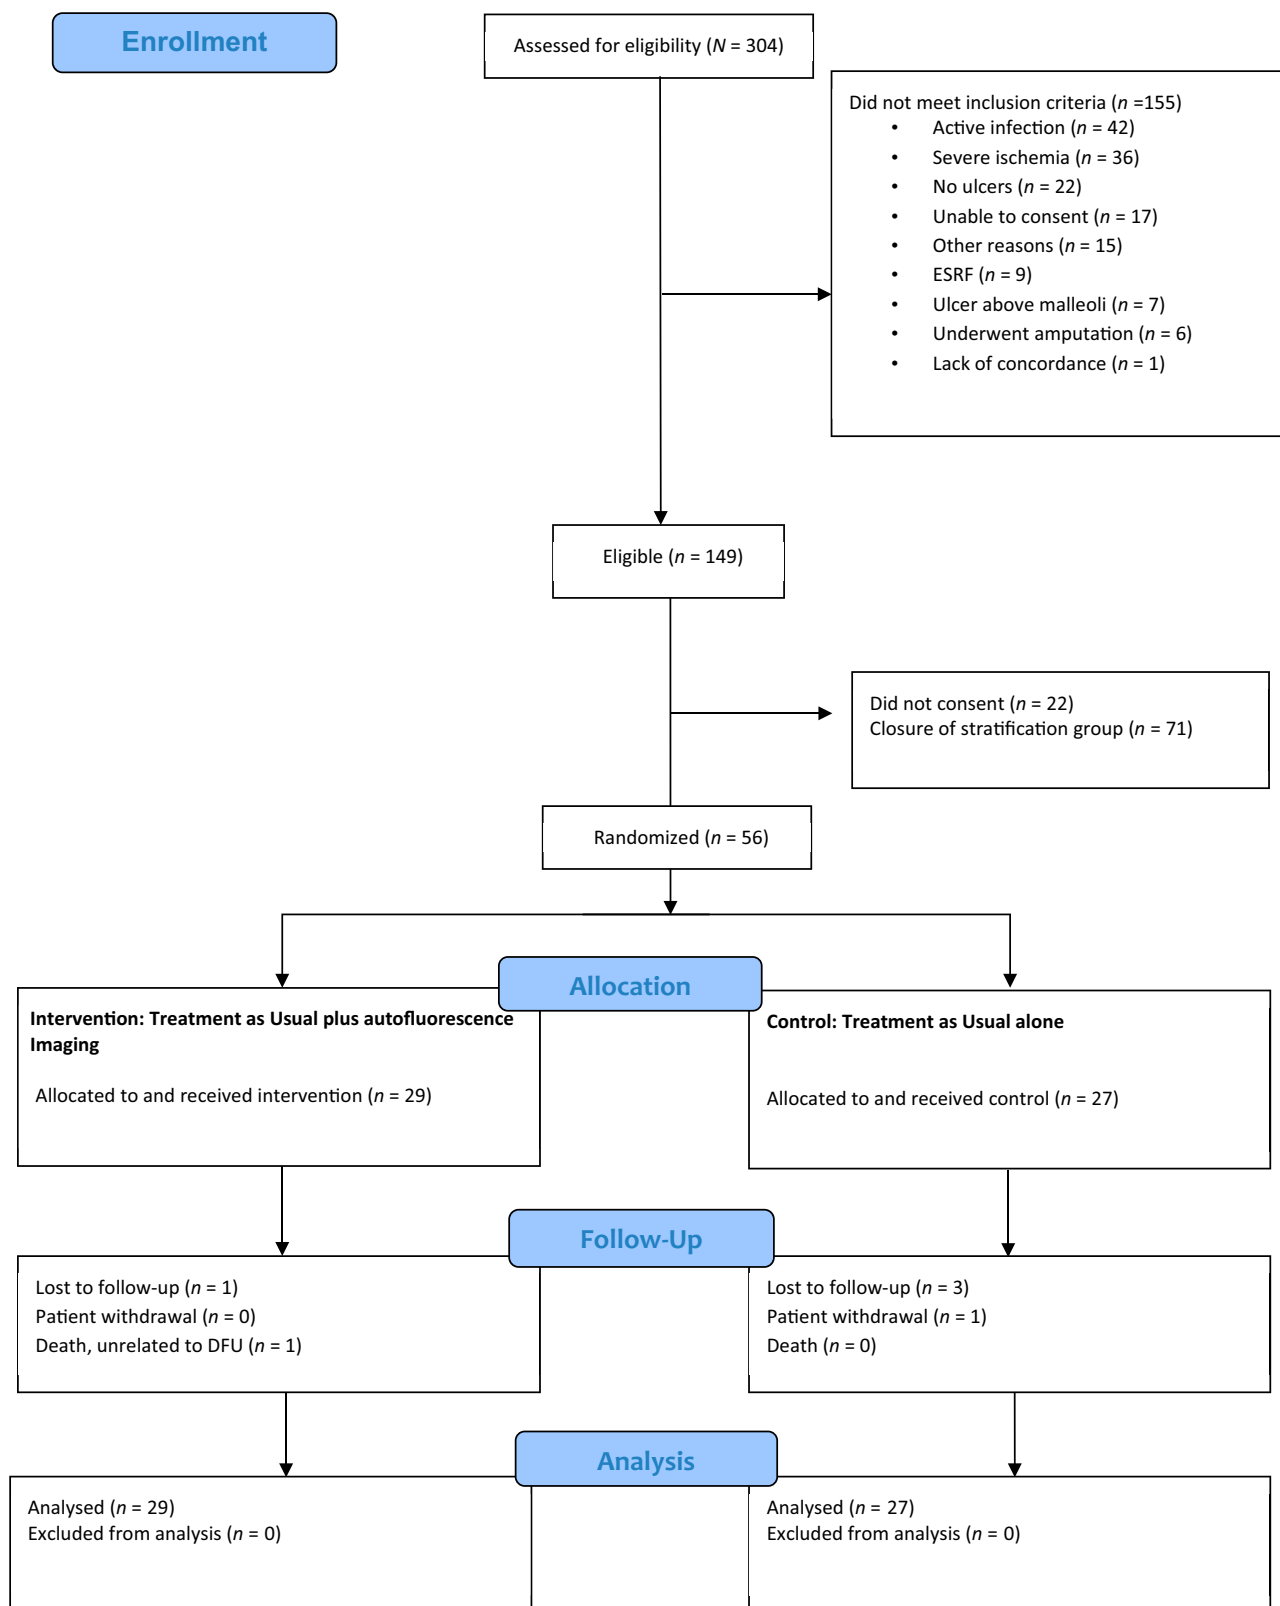 Enrollment
Assessed for eligibility (N = 304)
Did not meet inclusion criteria (n =155)
• Active infection (n = 42)
• Severe ischemia (n = 36)
• No ulcers (n = 22)
• Unable to consent (n = 17)
• Other reasons (n = 15)
• ESRF (n = 9)
• Ulcer above malleoli (n = 7)
• Underwent amputation (n = 6)
• Lack of concordance (n = 1)
Eligible (n = 149)
Did not consent (n = 22)
Closure of stratification group (n = 71)
Randomized (n = 56)
Allocation
Intervention: Treatment as Usual plus autofluorescence
Imaging
Allocated to and received intervention (n = 29)
Control: Treatment as Usual alone
Allocated to and received control (n = 27)
Follow-Up
Lost to follow-up (n = 1)
Patient withdrawal (n = 0)
Death, unrelated to DFU (n = 1)
Lost to follow-up (n = 3)
Patient withdrawal (n = 1)
Death (n = 0)
Analysis
Analysed (n = 29)
Excluded from analysis (n = 0)
Analysed (n = 27)
Excluded from analysis (n = 0)